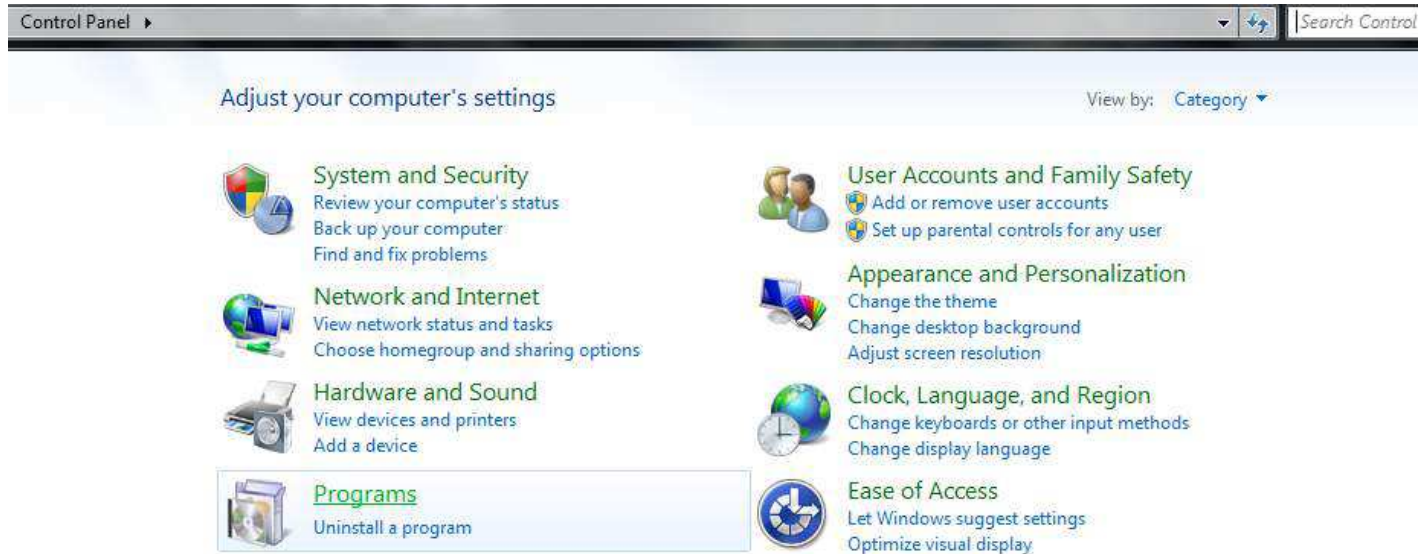 Control Panel
Search Control
Adjust your computer's settings
View by: Category
System and Security
Review your computer's status
Back up your computer
Find and fix problems
Network and Internet
View network status and tasks
Choose homegroup and sharing options
Hardware and Sound
View devices and printers
Add a device
Programs
Uninstall a program
User Accounts and Family Safety
Add or remove user accounts
Set up parental controls for any user
Appearance and Personalization
Change the theme
Change desktop background
Adjust screen resolution
Clock, Language, and Region
Change keyboards or other input methods
Change display language
Ease of Access
Let Windows suggest settings
Optimize visual display